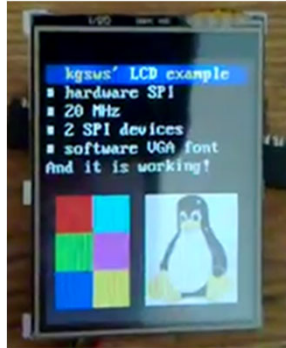 kgsws' LCD example
▪ hardware SPI
▪ 20 MHz
▪ 2 SPI devices
▪ software VGA font
And it is working!